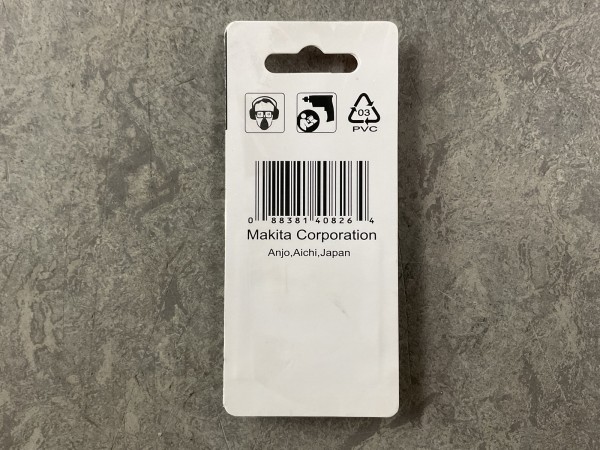 03
PVC
0 88381 40826 4
Makita Corporation
Anjo,Aichi,Japan